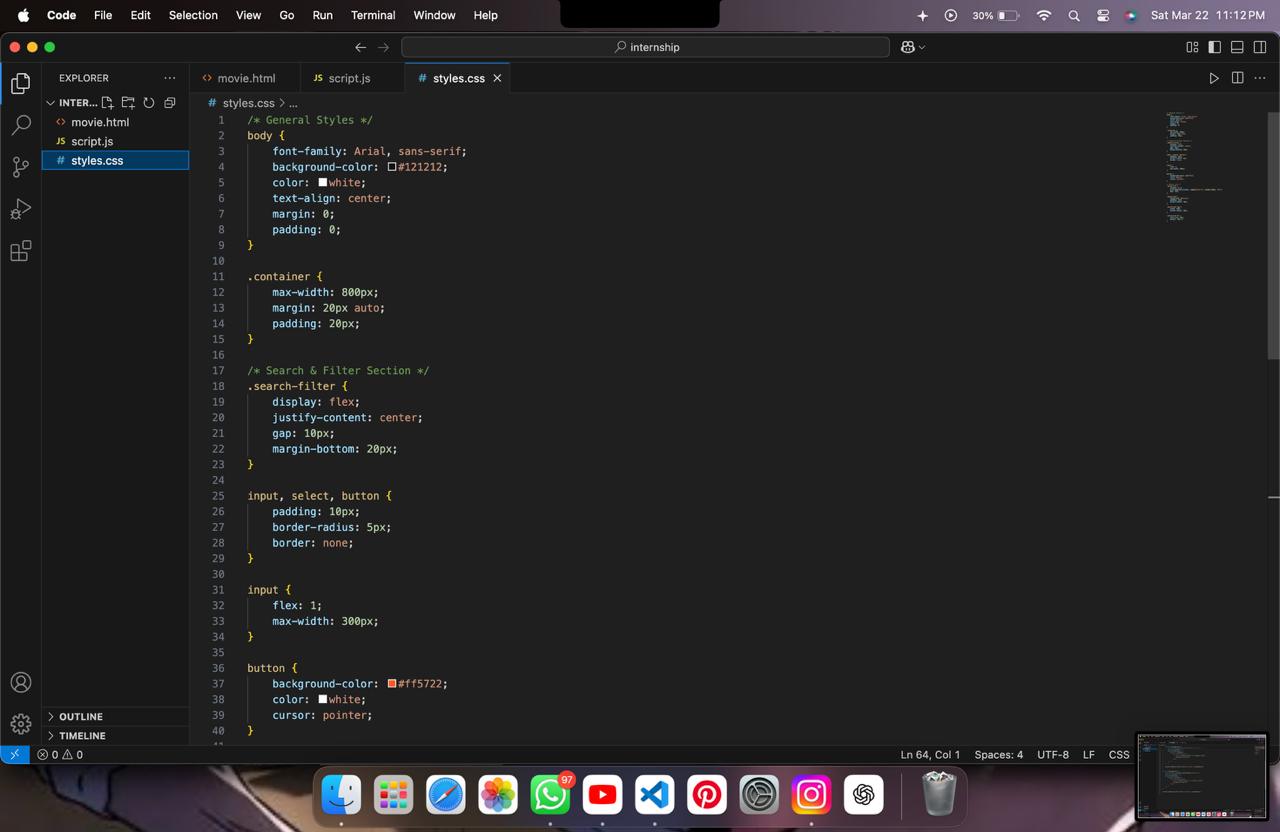 Code File Edit Selection View Go Run Terminal Window Help 30% Sat Mar 22 11:12 PM
internship
EXPLORER
movie.html
JS script.js
# styles.css
INTER...
movie.html
JS script.js
# styles.css
# styles.css > ...
1 /* General Styles */
2 body {
3 font-family: Arial, sans-serif;
4 background-color: #121212;
5 color: white;
6 text-align: center;
7 margin: 0;
8 padding: 0;
9 }
10
11 .container {
12 max-width: 800px;
13 margin: 20px auto;
14 padding: 20px;
15 }
16
17 /* Search & Filter Section */
18 .search-filter {
19 display: flex;
20 justify-content: center;
21 gap: 10px;
22 margin-bottom: 20px;
23 }
24
25 input, select, button {
26 padding: 10px;
27 border-radius: 5px;
28 border: none;
29 }
30
31 input {
32 flex: 1;
33 max-width: 300px;
34 }
35
36 button {
37 background-color: #ff5722;
38 color: white;
39 cursor: pointer;
40 }
OUTLINE
TIMELINE
0 0 Ln 64, Col 1 Spaces: 4 UTF-8 LF CSS
97